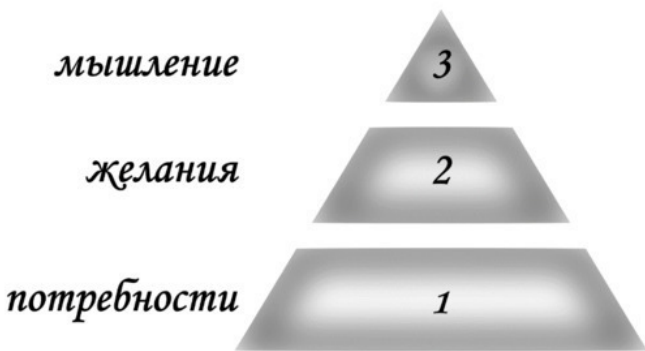 мышление 3
желания 2
потребности 1